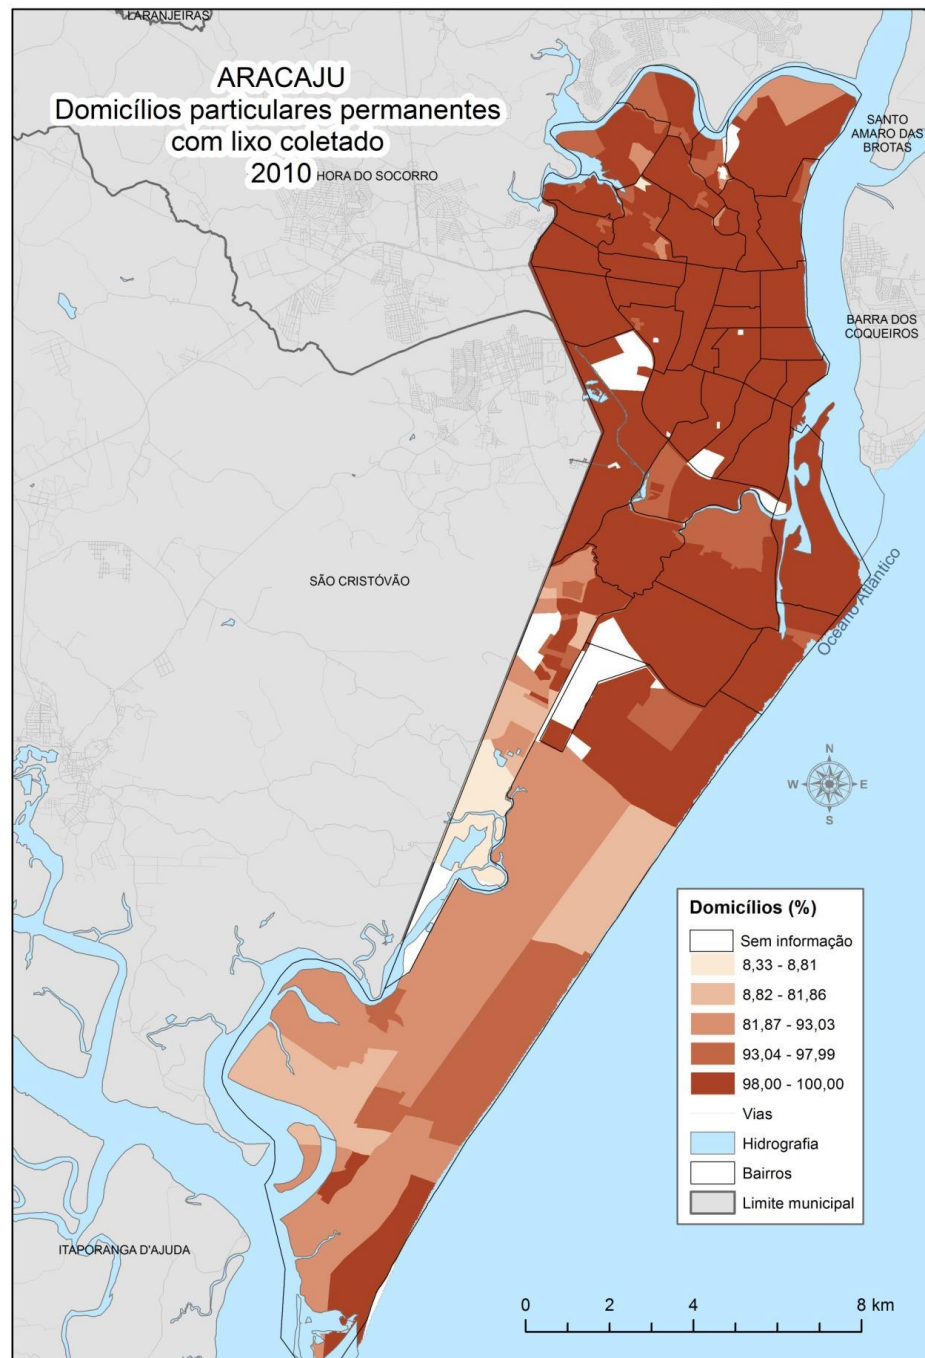 LARANJEIRAS
ARACAJU
Domicílios particulares permanentes
com lixo coletado
2010
HORA DO SOCORRO
SANTO
AMARO DAS
BROTAS
BARRA DOS
COQUEIROS
SÃO CRISTÓVÃO
Oceano Atlântico
N
W
E
S
Domicílios (%)
Sem informação
8,33 - 8,81
8,82 - 81,86
81,87 - 93,03
93,04 - 97,99
98,00 - 100,00
Vias
Hidrografia
Bairros
Limite municipal
ITAPORANGA D'AJUDA
0 2 4 8 km